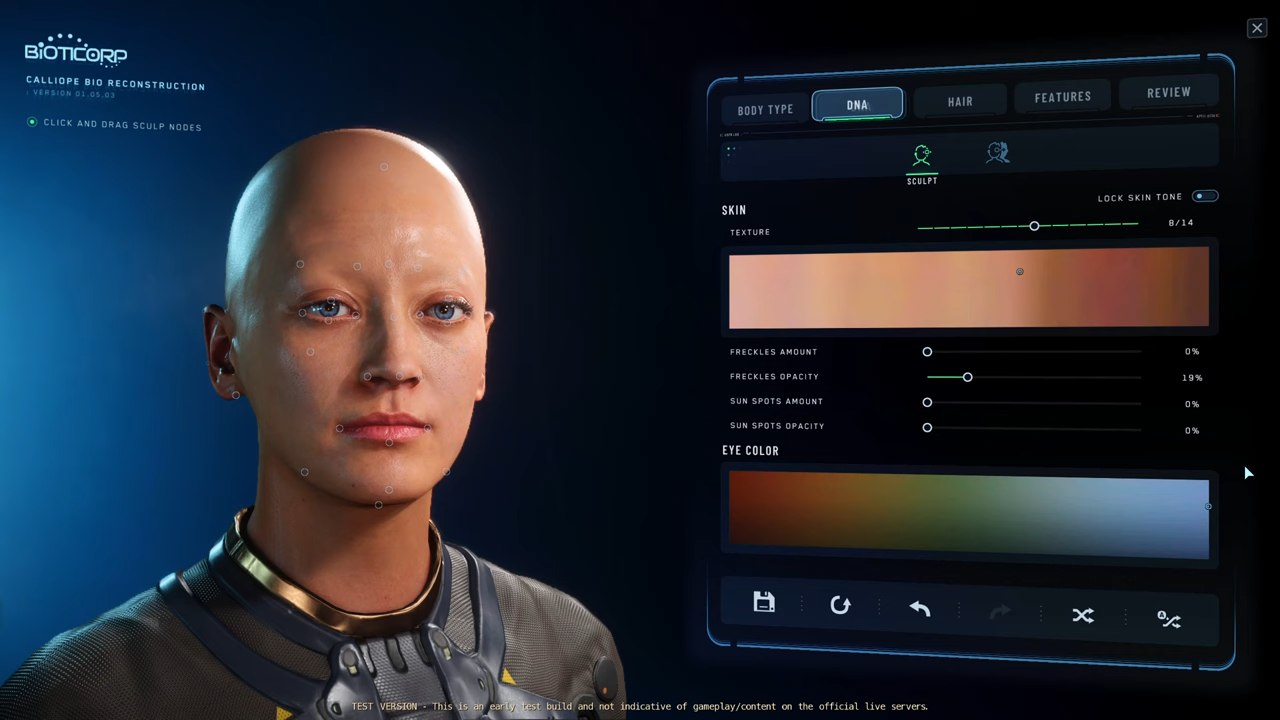 BIOTICORP
CALLIOPE BIO RECONSTRUCTION
: VERSION 01.05.03
CLICK AND DRAG SCULP NODES
BODY TYPE
DNA
HAIR
FEATURES
REVIEW
SCULPT
LOCK SKIN TONE
SKIN
TEXTURE
8/14
FRECKLES AMOUNT
0%
FRECKLES OPACITY
19%
SUN SPOTS AMOUNT
0%
SUN SPOTS OPACITY
0%
EYE COLOR
TEST VERSION - This is an early test build and not indicative of gameplay/content on the official live servers.